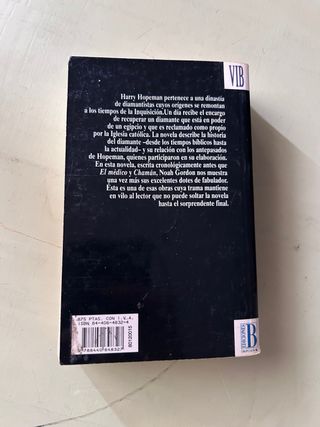 VIB
Harry Hopeman pertenece a una dinastía
de diamantistas cuyos orígenes se remontan
a los tiempos de la Inquisición.Un día recibe el encargo
de recuperar un diamante que está en poder
de un egipcio y que es reclamado como propio
por la Iglesia católica. La novela describe la historia
del diamante –desde los tiempos bíblicos hasta
la actualidad– y su relación con los antepasados
de Hopeman, quienes participaron en su elaboración.
En esta novela, escrita cronológicamente antes que
El médico y Chamán, Noah Gordon nos muestra
una vez más sus excelentes dotes de fabulador.
Ésta es una de esas obras cuya trama mantiene
en vilo al lector que no puede soltar la novela
hasta el sorprendente final.
875 PTAS. CON I.V.A.
ISBN 84-406-4832-4
9788440648327
80120015
EDICIONES
B